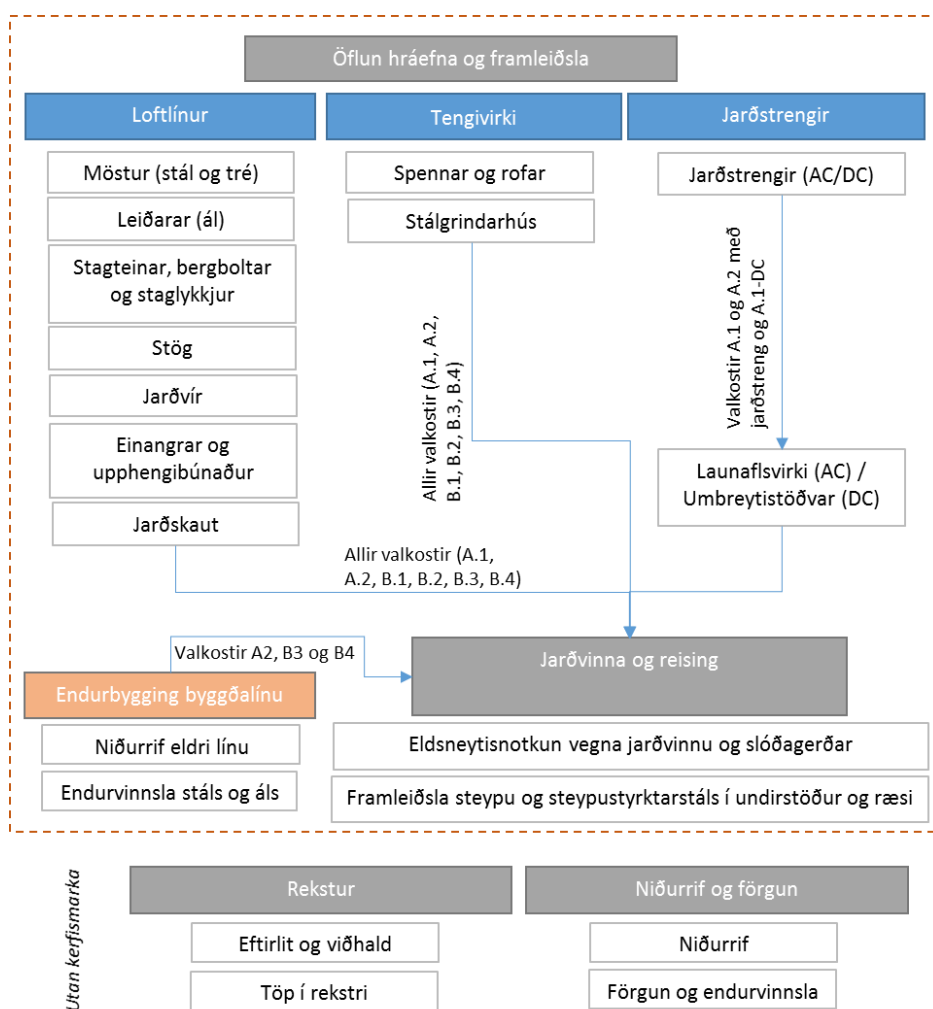 Öflun hráefna og framleiðsla
Loftlínur
Tengivirki
Jarðstrengir
Möstur (stál og tré)
Leiðarar (ál)
Stagteinar, bergboltar
og staglykkjur
Stög
Jarðvír
Einangrar og
upphengibúnaður
Jarðskaut
Spennar og rofar
Stálgrindarhús
Allir valkostir (A.1, A.2,
B.1, B.2, B.3, B.4)
Jarðstrengir (AC/DC)
Valkostir A.1 og A.2 með
jarðstreng og A.1-DC
Launaflsvirki (AC) /
Umbreytistöðvar (DC)
Allir valkostir (A.1,
A.2, B.1, B.2, B.3, B.4)
Valkostir A2, B3 og B4
Endurbygging byggðalínu
Niðurrif eldri línu
Endurvinnsla stáls og áls
Jarðvinna og reising
Eldsneytisnotkun vegna jarðvinnu og slóðagerðar
Framleiðsla steypu og steypustyrktarstáls í undirstöður og ræsi
Utan kerfismarka
Rekstur
Eftirlit og viðhald
Töp í rekstri
Niðurrif og förgun
Niðurrif
Förgun og endurvinnsla